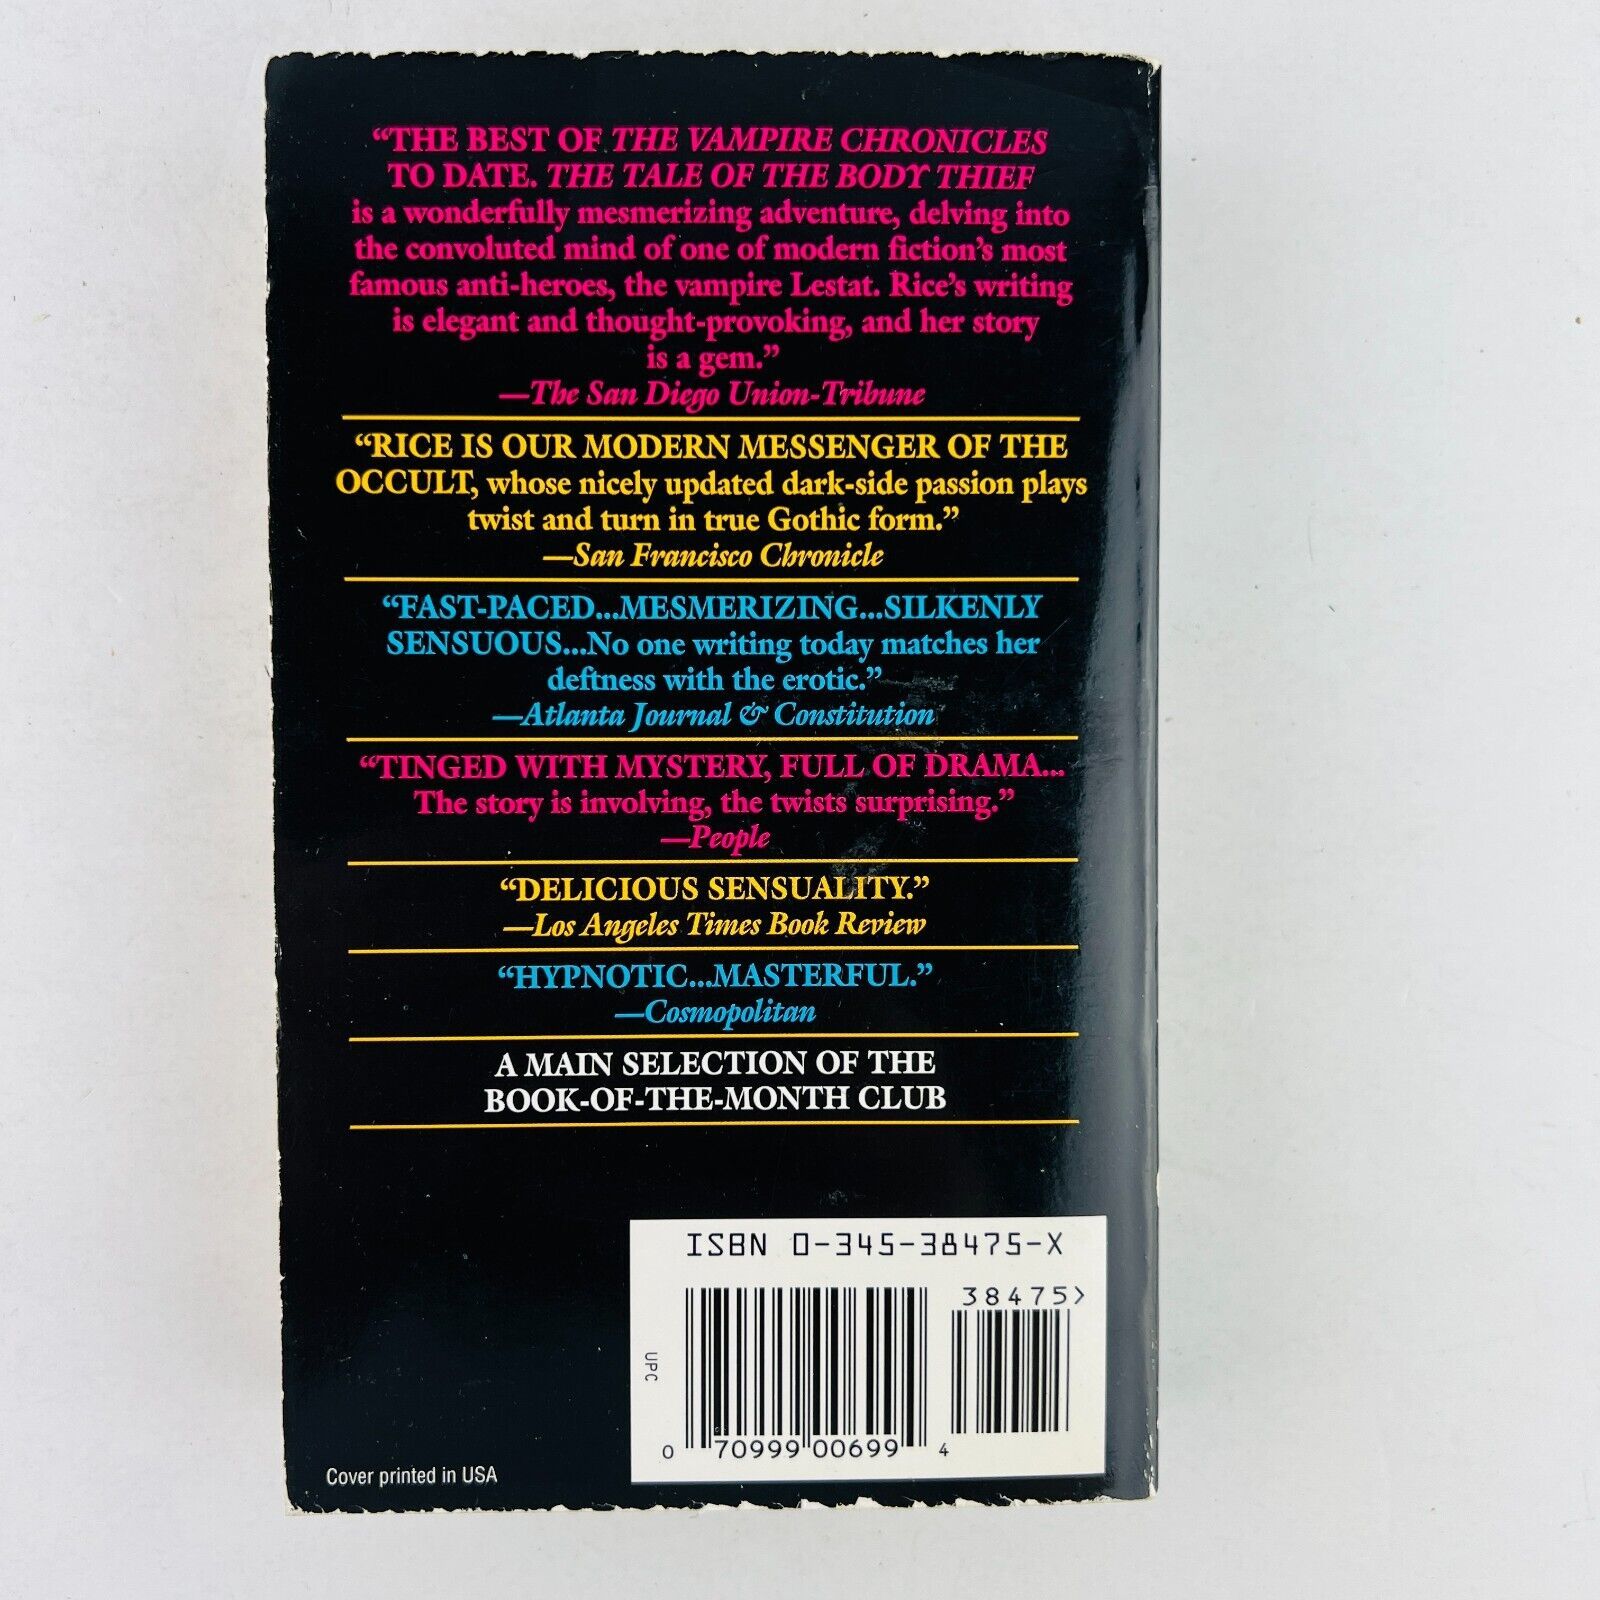 “THE BEST OF THE VAMPIRE CHRONICLES
TO DATE. THE TALE OF THE BODY THIEF
is a wonderfully mesmerizing adventure, delving into
the convoluted mind of one of modern fiction’s most
famous anti-heroes, the vampire Lestat. Rice’s writing
is elegant and thought-provoking, and her story
is a gem.”
—The San Diego Union-Tribune
“RICE IS OUR MODERN MESSENGER OF THE
OCCULT, whose nicely updated dark-side passion plays
twist and turn in true Gothic form.”
—San Francisco Chronicle
“FAST-PACED...MESMERIZING...SILKENLY
SENSUOUS...No one writing today matches her
deftness with the erotic.”
—Atlanta Journal & Constitution
“TINGED WITH MYSTERY, FULL OF DRAMA...
The story is involving, the twists surprising.”
—People
“DELICIOUS SENSUALITY.”
—Los Angeles Times Book Review
“HYPNOTIC...MASTERFUL.”
—Cosmopolitan
A MAIN SELECTION OF THE
BOOK-OF-THE-MONTH CLUB
ISBN 0-345-38475-X
38475>
UPC
0 70999 00699 4
Cover printed in USA